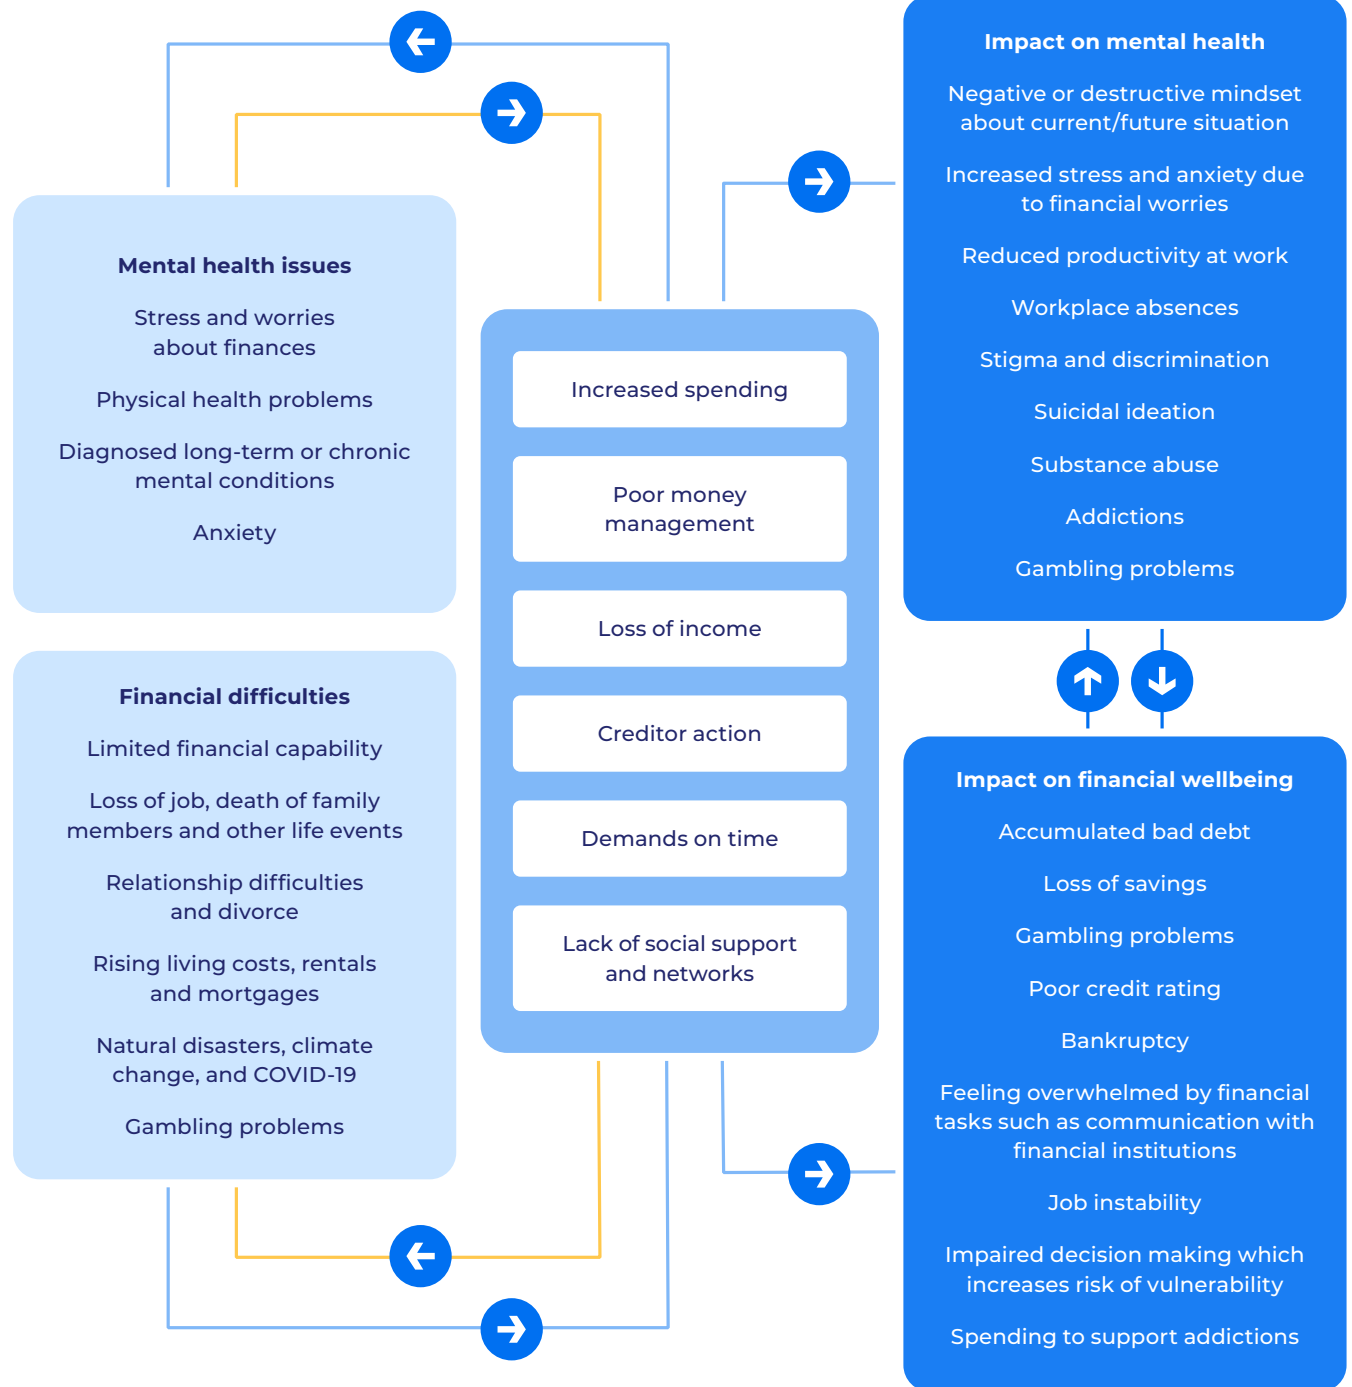 Mental health issues
Stress and worries
about finances
Physical health problems
Diagnosed long-term or chronic
mental conditions
Anxiety
Financial difficulties
Limited financial capability
Loss of job, death of family
members and other life events
Relationship difficulties
and divorce
Rising living costs, rentals
and mortgages
Natural disasters, climate
change, and COVID-19
Gambling problems
Increased spending
Poor money
management
Loss of income
Creditor action
Demands on time
Lack of social support
and networks
Impact on mental health
Negative or destructive mindset
about current/future situation
Increased stress and anxiety due
to financial worries
Reduced productivity at work
Workplace absences
Stigma and discrimination
Suicidal ideation
Substance abuse
Addictions
Gambling problems
Impact on financial wellbeing
Accumulated bad debt
Loss of savings
Gambling problems
Poor credit rating
Bankruptcy
Feeling overwhelmed by financial
tasks such as communication with
financial institutions
Job instability
Impaired decision making which
increases risk of vulnerability
Spending to support addictions